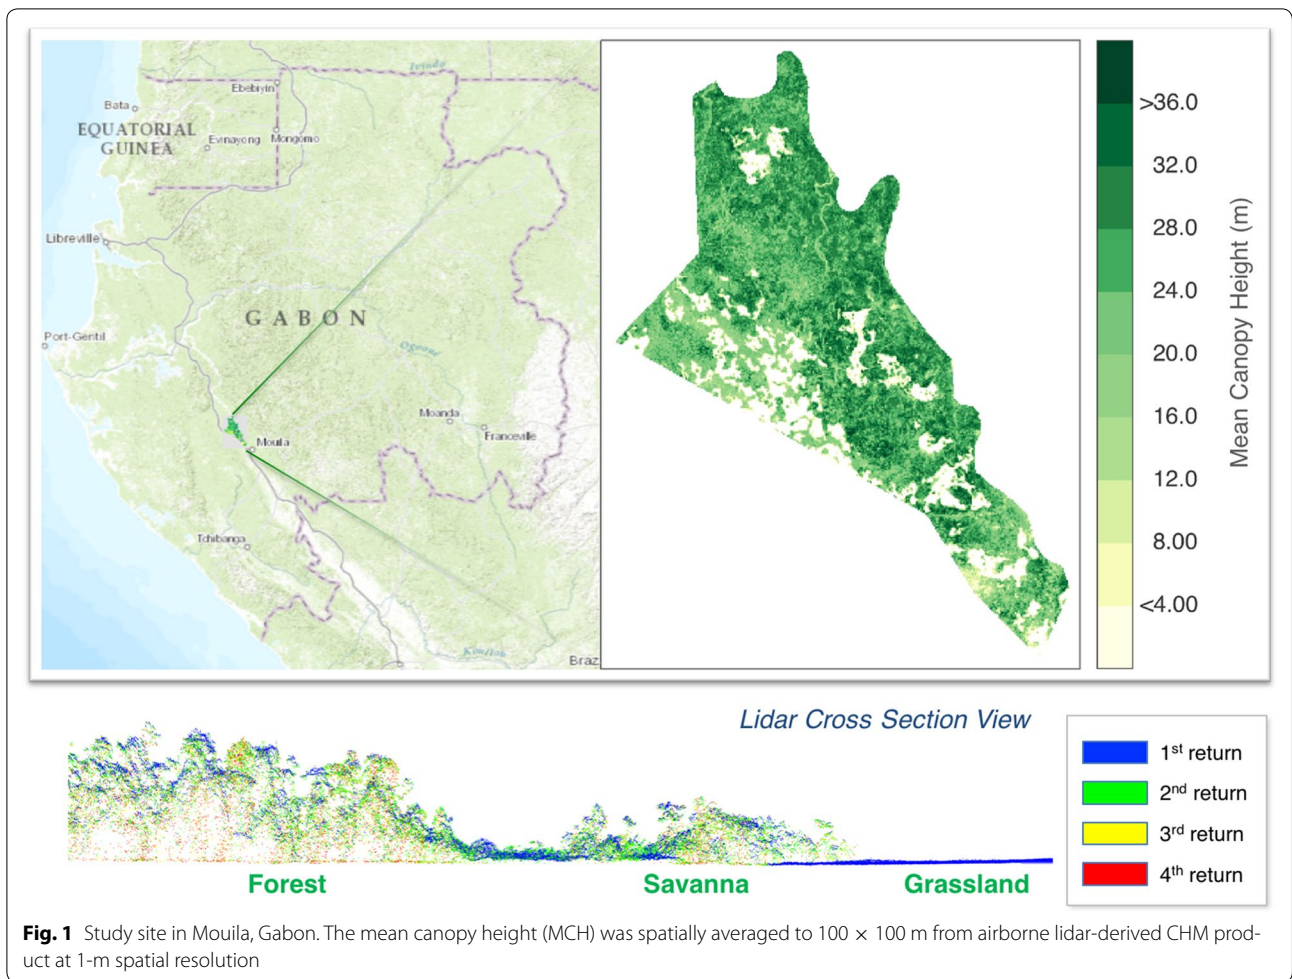 Ivindo
Ebebiyin
Bata
EQUATORIAL
GUINEA
Evinayong
Mongomo
Libreville
GABON
Port-Gentil
Ogooué
Moanda
Franceville
Mouila
Tchibanga
Kouilou
Braz
>36.0
32.0
28.0
24.0
20.0
16.0
12.0
8.00
<4.00
Mean Canopy Height (m)
Lidar Cross Section View
1st return
2nd return
3rd return
4th return
Forest
Savanna
Grassland
Fig. 1 Study site in Mouila, Gabon. The mean canopy height (MCH) was spatially averaged to 100 × 100 m from airborne lidar-derived CHM prod-
uct at 1-m spatial resolution